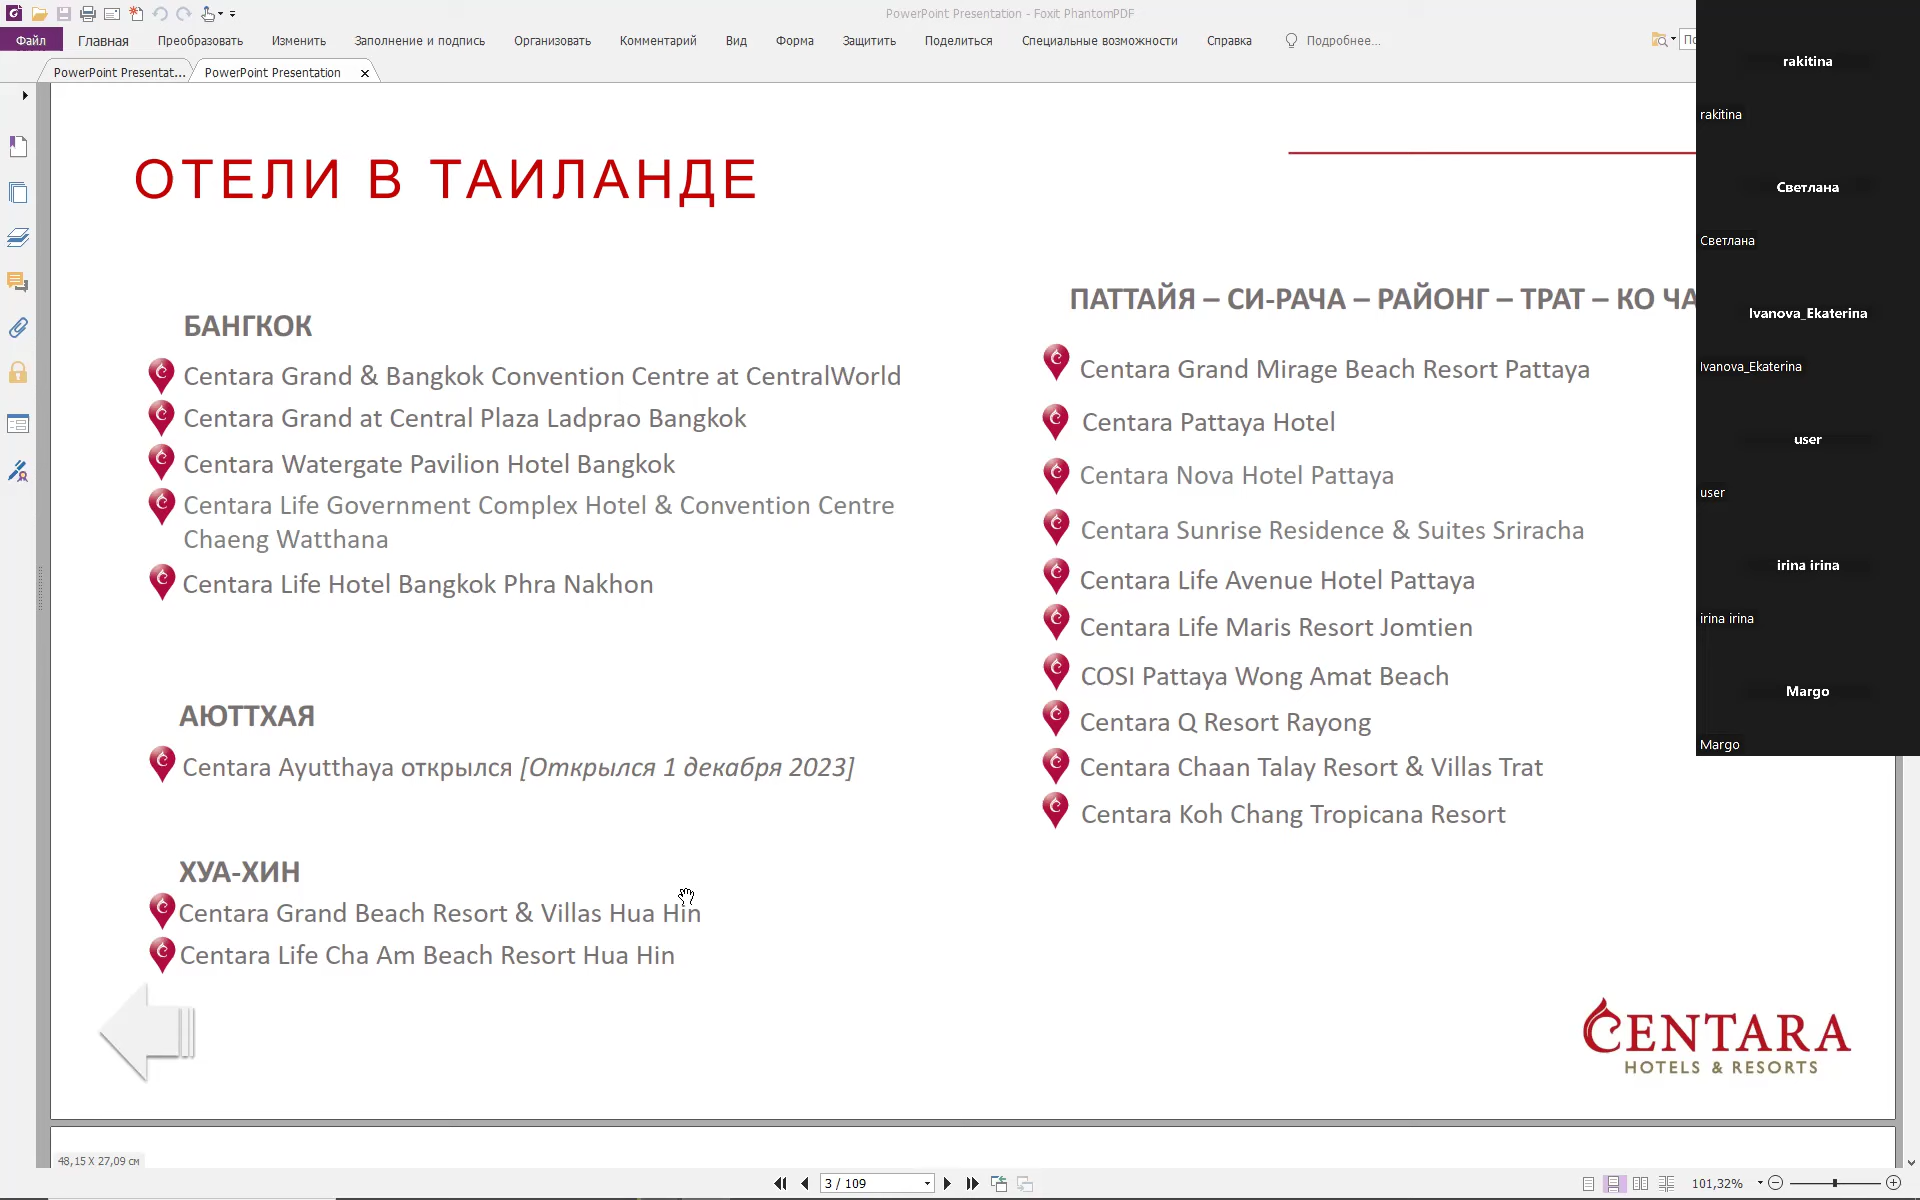 PowerPoint Presentation - Foxit PhantomPDF
Файл Главная Преобразовать Изменить Заполнение и подпись Организовать Комментарий Вид Форма Защитить Поделиться Специальные возможности Справка Подробнее...
PowerPoint Presentat... PowerPoint Presentation
ОТЕЛИ В ТАИЛАНДЕ
БАНГКОК
Centara Grand & Bangkok Convention Centre at CentralWorld
Centara Grand at Central Plaza Ladprao Bangkok
Centara Watergate Pavilion Hotel Bangkok
Centara Life Government Complex Hotel & Convention Centre
Chaeng Watthana
Centara Life Hotel Bangkok Phra Nakhon
АЮТТХАЯ
Centara Ayutthaya открылся [Открылся 1 декабря 2023]
ХУА-ХИН
Centara Grand Beach Resort & Villas Hua Hin
Centara Life Cha Am Beach Resort Hua Hin
ПАТТАЙЯ – СИ-РАЧА – РАЙОНГ – ТРАТ – КО ЧА
Centara Grand Mirage Beach Resort Pattaya
Centara Pattaya Hotel
Centara Nova Hotel Pattaya
Centara Sunrise Residence & Suites Sriracha
Centara Life Avenue Hotel Pattaya
Centara Life Maris Resort Jomtien
COSI Pattaya Wong Amat Beach
Centara Q Resort Rayong
Centara Chaan Talay Resort & Villas Trat
Centara Koh Chang Tropicana Resort
CENTARA
HOTELS & RESORTS
rakitina
rakitina
Светлана
Светлана
Ivanova_Ekaterina
Ivanova_Ekaterina
user
user
irina irina
irina irina
Margo
Margo
48,15 X 27,09 см
3 / 109
101,32%